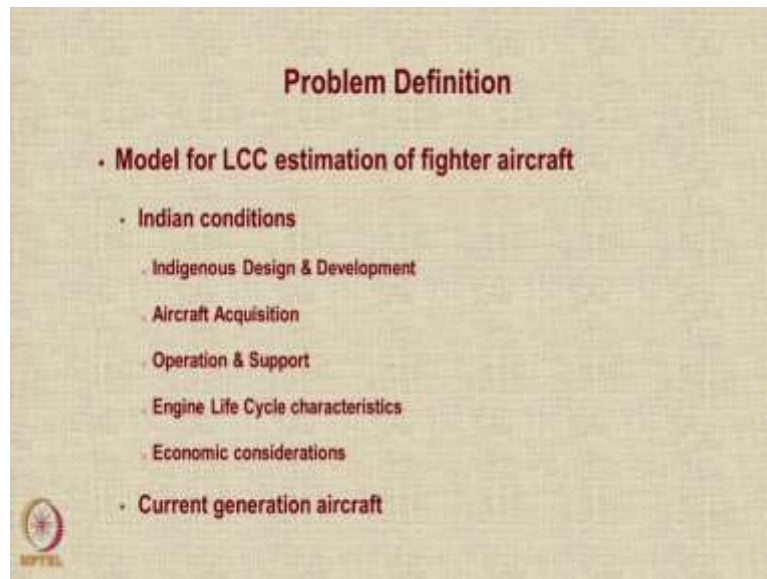 Problem Definition
• Model for LCC estimation of fighter aircraft
• Indian conditions
Indigenous Design & Development
Aircraft Acquisition
Operation & Support
Engine Life Cycle characteristics
Economic considerations
• Current generation aircraft
NPTEL